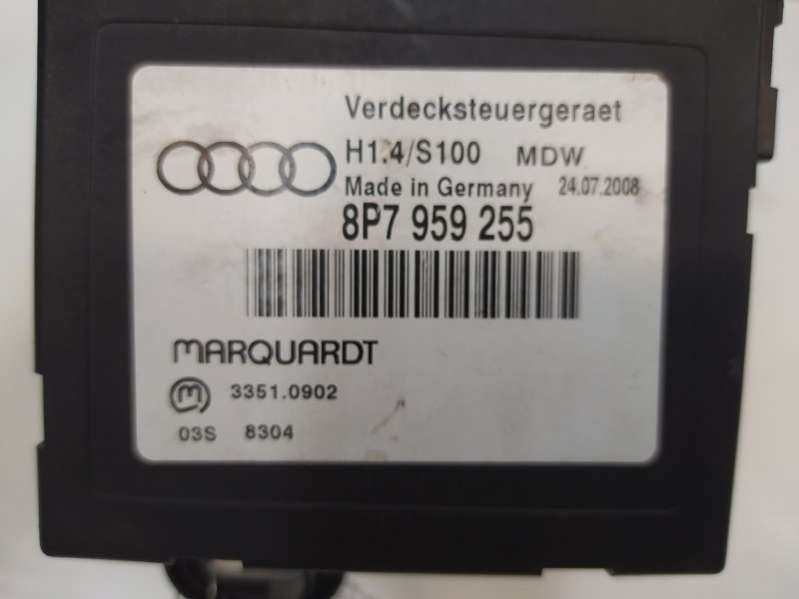 Verdecksteuergeraet
H1.4/S100 MDW
Made in Germany 24.07.2008
8P7 959 255
MARQUARDT
m 3351.0902
03S 8304